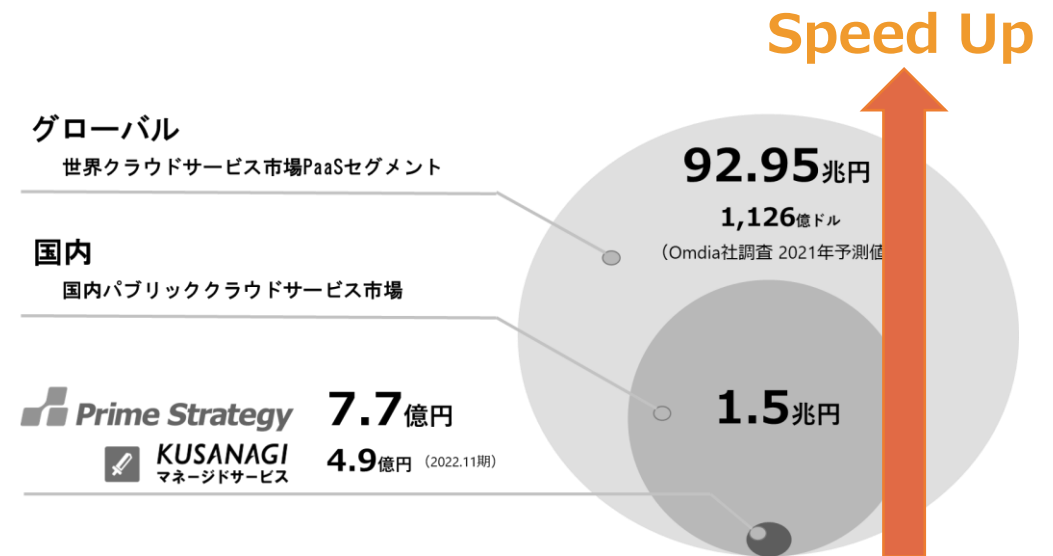 Speed Up
グローバル
世界クラウドサービス市場PaaSセグメント
92.95兆円
1,126億ドル
（Omdia社調査 2021年予測値
国内
国内パブリッククラウドサービス市場
1.5兆円
Prime Strategy 7.7億円
KUSANAGI
マネージドサービス
4.9億円 （2022.11期）